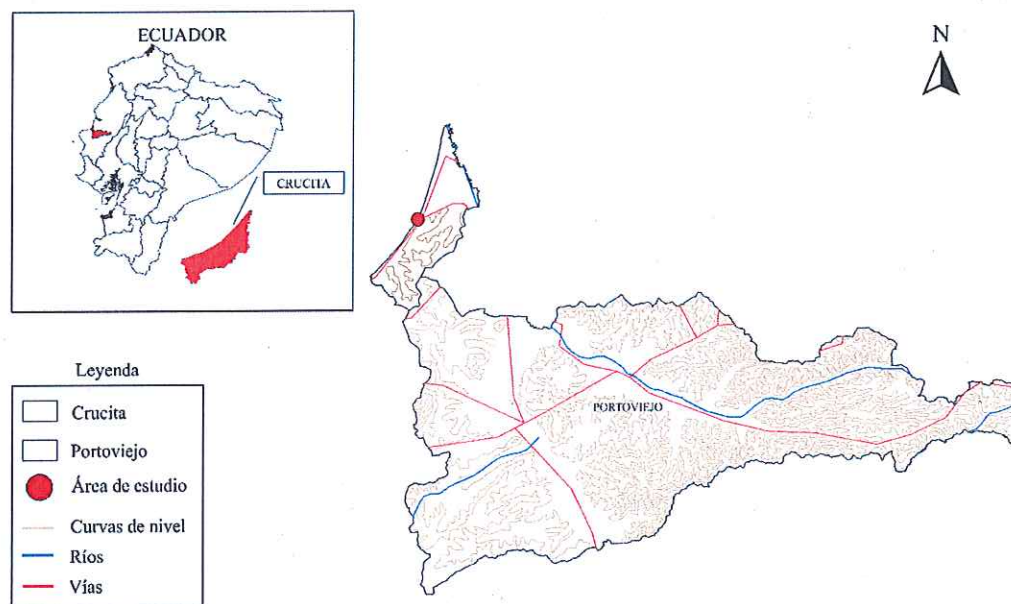 ECUADOR
CRUCITA
N
PORTOVIEJO
Leyenda
Crucita
Portoviejo
Área de estudio
Curvas de nivel
Ríos
Vías